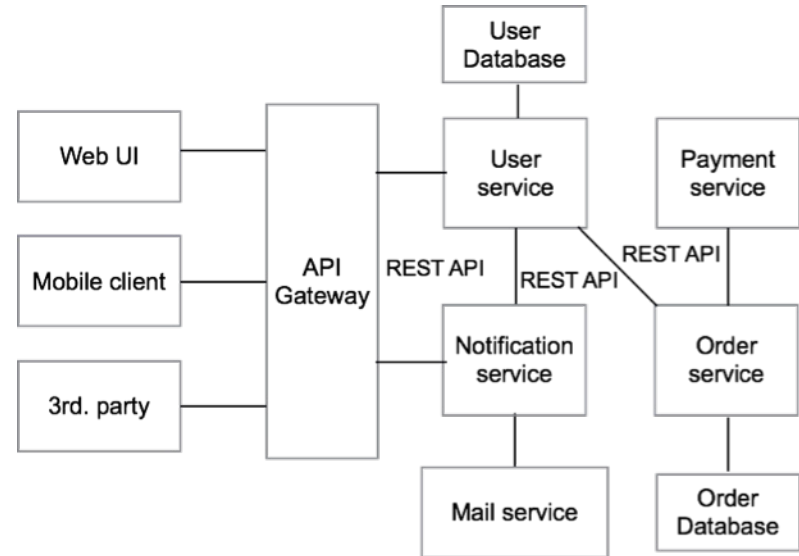 User
Database
Web UI
User
service
Payment
service
Mobile client
API
Gateway
REST API
REST API
REST API
3rd. party
Notification
service
Order
service
Mail service
Order
Database